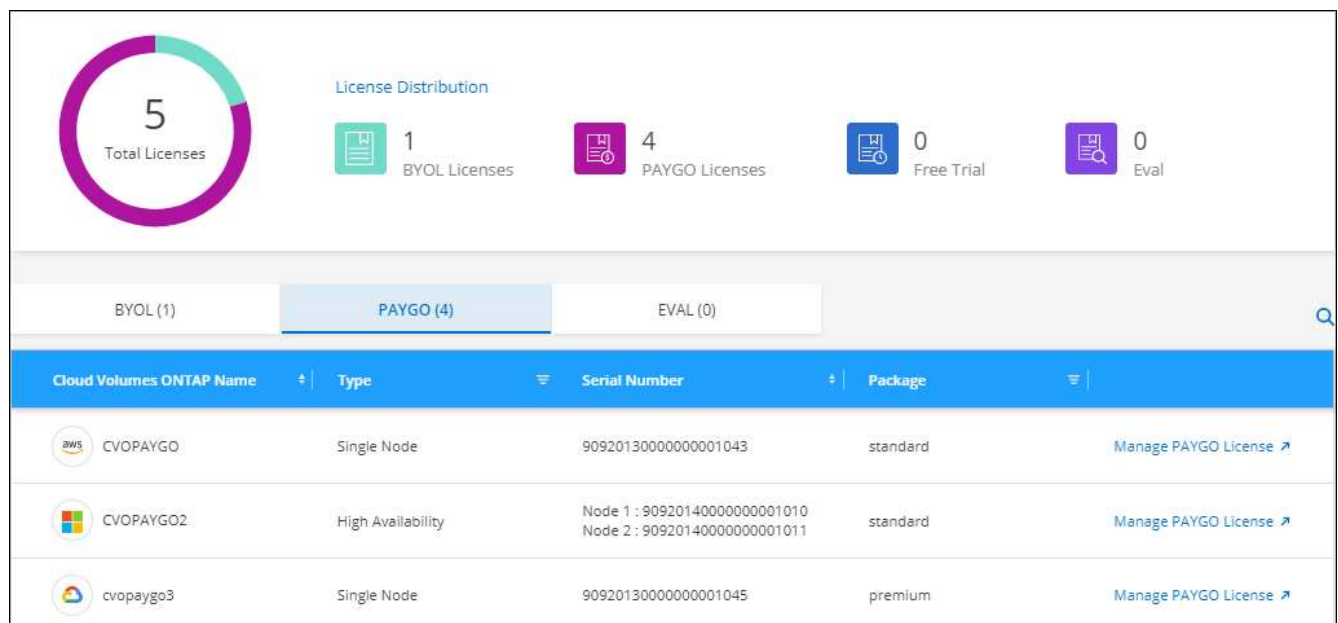 5
Total Licenses
License Distribution
1
BYOL Licenses
4
PAYGO Licenses
0
Free Trial
0
Eval
BYOL (1)
PAYGO (4)
EVAL (0)
Cloud Volumes ONTAP Name
Type
Serial Number
Package
aws
CVOPAYGO
Single Node
90920130000000001043
standard
Manage PAYGO License
CVOPAYGO2
High Availability
Node 1 : 90920140000000001010
Node 2 : 90920140000000001011
standard
Manage PAYGO License
cvopaygo3
Single Node
90920130000000001045
premium
Manage PAYGO License